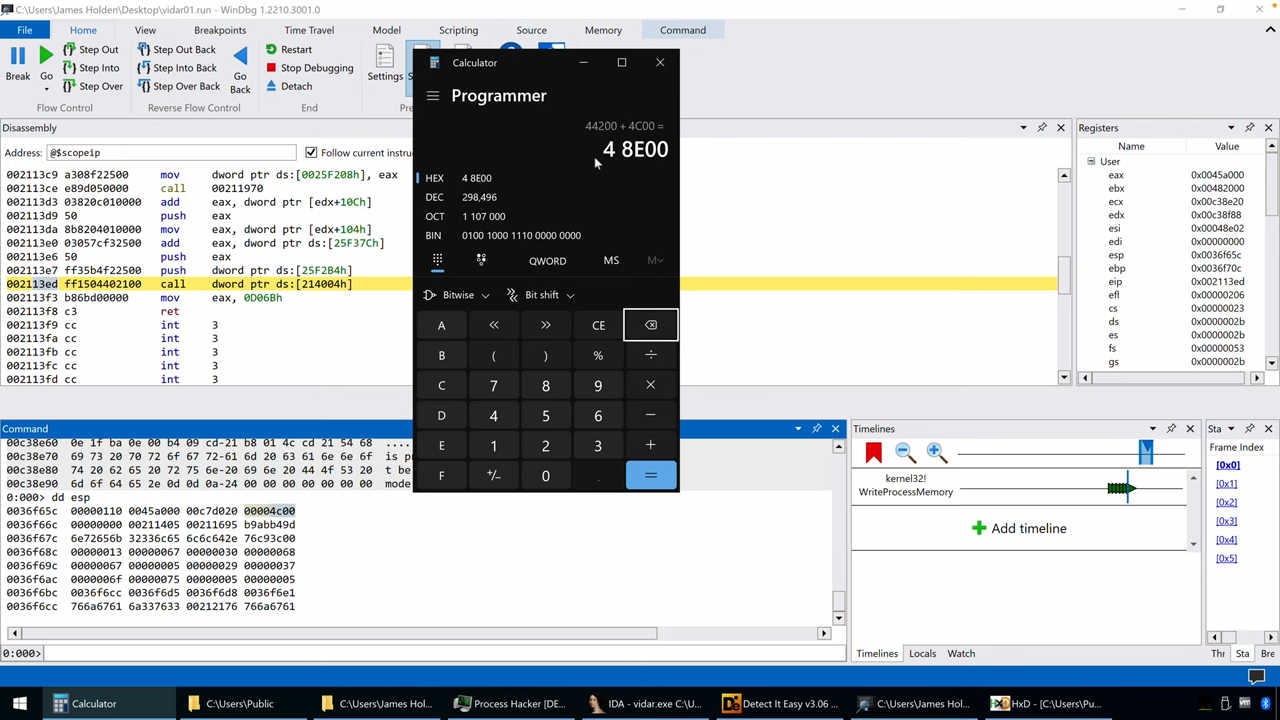 C:\Users\James Holden\Desktop\vidar01.run - WinDbg 1.2210.3001.0
File Home View Breakpoints Time Travel Model Scripting Source Memory Command
Break Go Step Out Step Into Step Over
Step Out Back Step Into Back Step Over Back Go Back
Restart Stop Debugging Detach
Settings
Flow Control Reverse Flow Control End
Disassembly
Address: @$scopeip Follow current instruc
002113c9 a308f22500 mov dword ptr ds:[0025F208h], eax
002113ce e89d050000 call 00211970
002113d3 03820c010000 add eax, dword ptr [edx+10Ch]
002113d9 50 push eax
002113da 8b8204010000 mov eax, dword ptr [edx+104h]
002113e0 03057cf32500 add eax, dword ptr ds:[25F37Ch]
002113e6 50 push eax
002113e7 ff35b4f22500 push dword ptr ds:[25F2B4h]
002113ed ff1504402100 call dword ptr ds:[214004h]
002113f3 b86bd00000 mov eax, 0D06Bh
002113f8 c3 ret
002113f9 cc int 3
002113fa cc int 3
002113fb cc int 3
002113fc cc int 3
002113fd cc int 3
Calculator
Programmer
44200 + 4C00 =
4 8E00
HEX 4 8E00
DEC 298,496
OCT 1 107 000
BIN 0100 1000 1110 0000 0000
QWORD MS M
Bitwise Bit shift
A << >> CE
B ( ) % ÷
C 7 8 9 ×
D 4 5 6 −
E 1 2 3 +
F +/− 0 . =
Registers
Name Value
User
eax 0x0045a000
ebx 0x00482000
ecx 0x00c38e20
edx 0x00c38f88
esi 0x0048e02
edi 0x00000000
esp 0x0036f65c
ebp 0x0036f70c
eip 0x002113ed
efl 0x00000206
cs 0x00000023
ds 0x0000002b
es 0x0000002b
fs 0x00000053
gs 0x0000002b
Command
00c38e60 0e 1f ba 0e 00 b4 09 cd-21 b8 01 4c cd 21 54 68 ....
00c38e70 69 73 20 70 72 6f 67 72-61 6d 20 63 61 6e 6e 6f is p
00c38e80 74 20 62 65 20 72 75 6e-20 69 6e 20 44 4f 53 20 t be
00c38e90 6d 6f 64 65 2e 0d 0d 0a-24 00 00 00 00 00 00 00 mode
0:000> dd esp
0036f65c 00000110 0045a000 00c7d020 00004c00
0036f66c 00000000 00211405 00211695 b9abb49d
0036f67c 6e72656b 32336c65 6c6c642e 76c93c00
0036f68c 00000013 00000067 00000030 00000068
0036f69c 00000067 00000005 00000029 00000037
0036f6ac 0000006f 00000075 00000005 00000005
0036f6bc 0036f6cc 0036f6d5 0036f6d8 0036f6e1
0036f6cc 766a6761 6a337633 00212176 766a6761
0:000>
Timelines
kernel32!
WriteProcessMemory
Add timeline
Timelines Locals Watch
Sta
Frame Index
[0x0]
[0x1]
[0x2]
[0x3]
[0x4]
[0x5]
Thr Sta Bre
Calculator C:\Users\Public C:\Users\James Hol... Process Hacker [DE... IDA - vidar.exe C:\U... Detect It Easy v3.06 ... C:\Users\James Hol... HxD - [C:\Users\Pu...